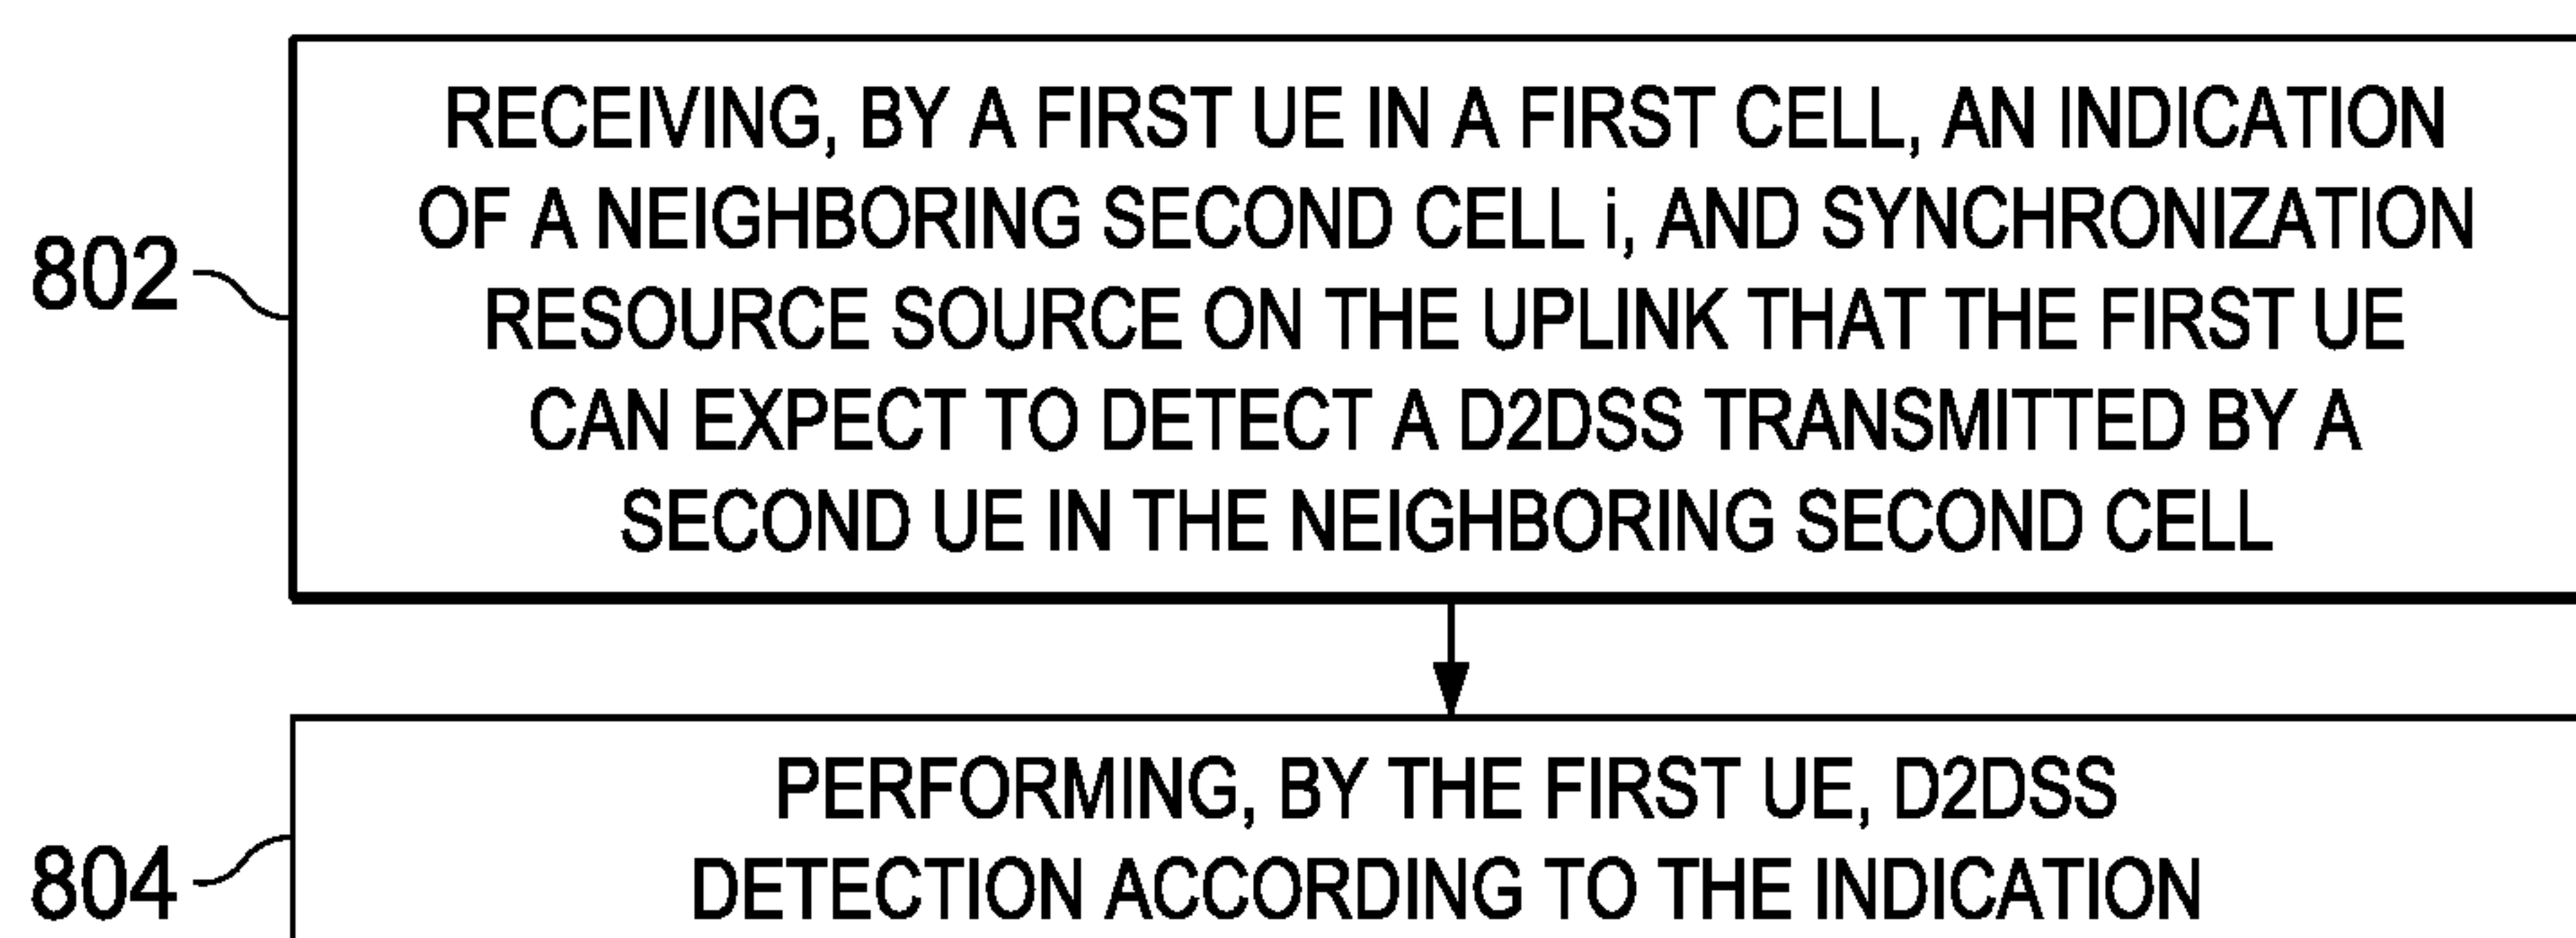 RECEIVING, BY A FIRST UE IN A FIRST CELL, AN INDICATION
OF A NEIGHBORING SECOND CELL i, AND SYNCHRONIZATION
802
RESOURCE SOURCE ON THE UPLINK THAT THE FIRST UE
CAN EXPECT TO DETECT A D2DSS TRANSMITTED BY A
SECOND UE IN THE NEIGHBORING SECOND CELL
PERFORMING, BY THE FIRST UE, D2DSS
804
DETECTION ACCORDING TO THE INDICATION